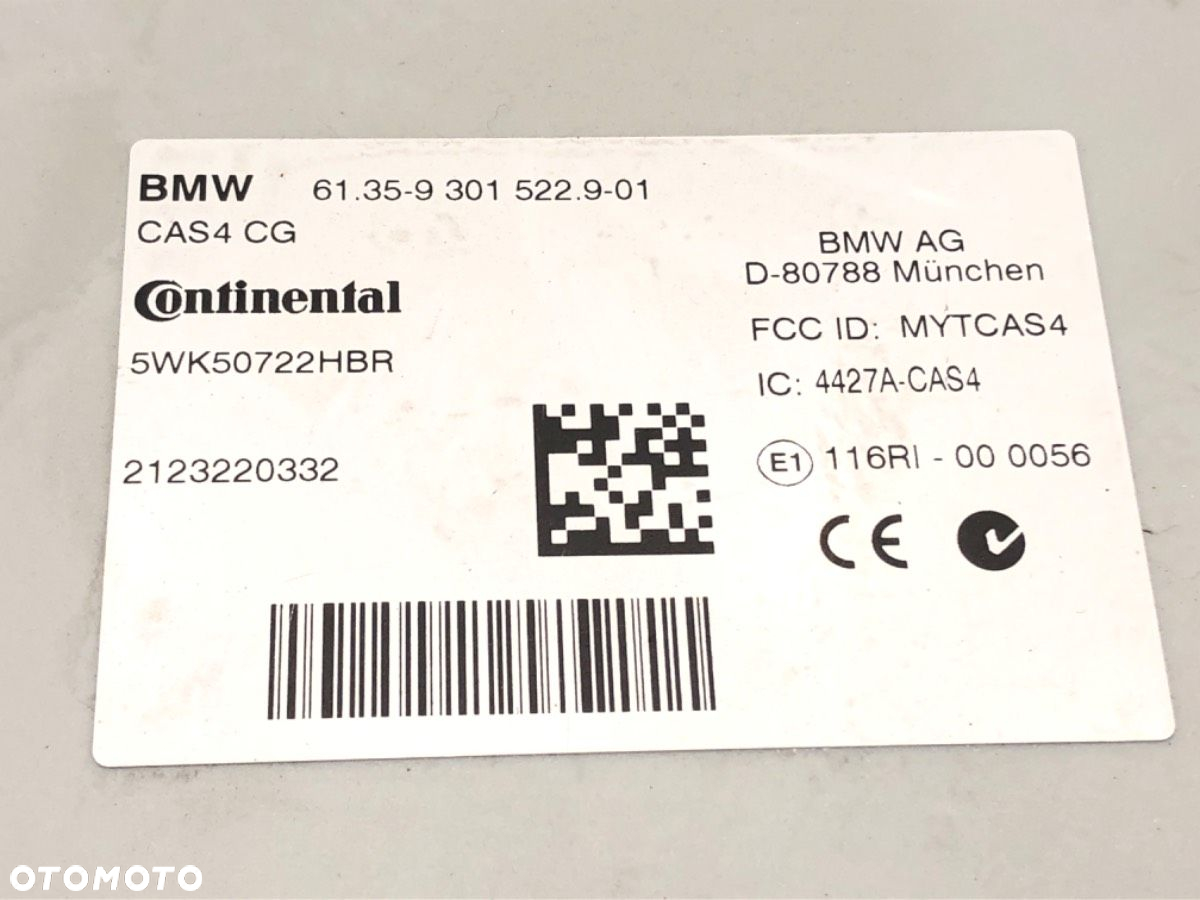 BMW 61.35-9 301 522.9-01
CAS4 CG
Continental
5WK50722HBR
2123220332
BMW AG
D-80788 München
FCC ID: MYTCAS4
IC: 4427A-CAS4
E1 116RI - 00 0056
CE
OTOMOTO